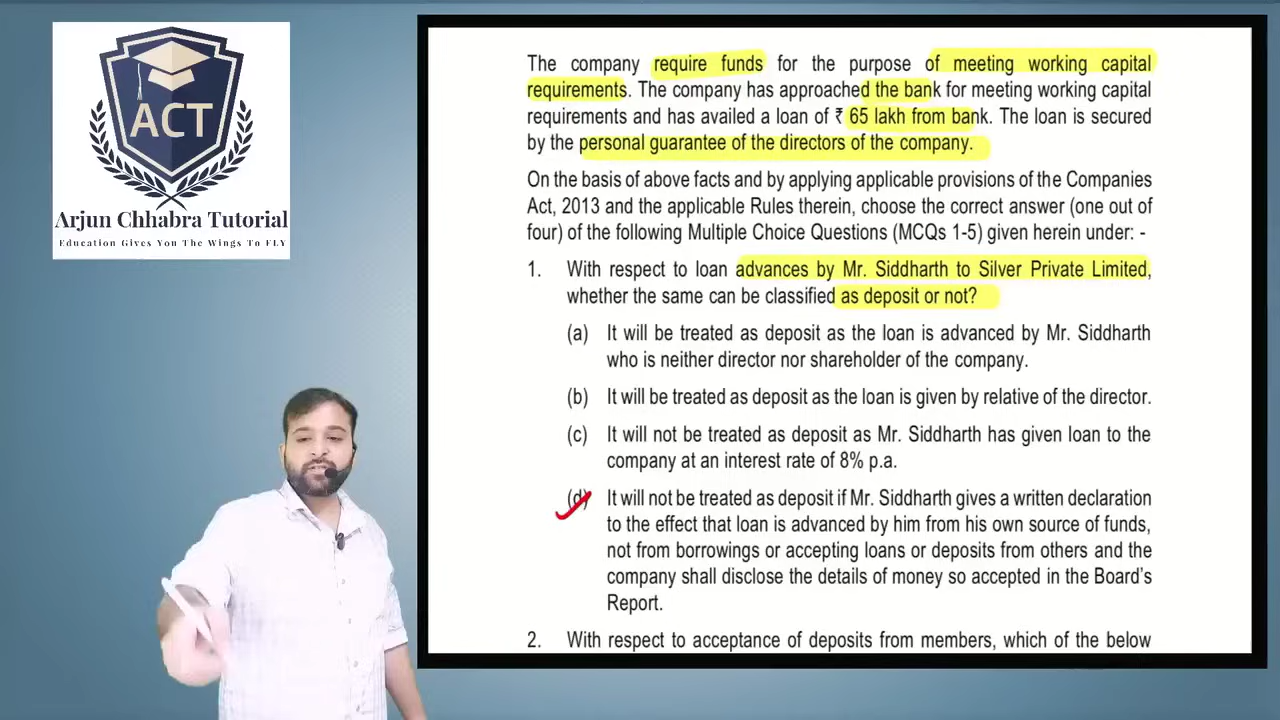 ACT
Arjun Chhabra Tutorial
Education Gives You The Wings To FLY
The company require funds for the purpose of meeting working capital
requirements. The company has approached the bank for meeting working capital
requirements and has availed a loan of ₹ 65 lakh from bank. The loan is secured
by the personal guarantee of the directors of the company.
On the basis of above facts and by applying applicable provisions of the Companies
Act, 2013 and the applicable Rules therein, choose the correct answer (one out of
four) of the following Multiple Choice Questions (MCQs 1-5) given herein under: -
1. With respect to loan advances by Mr. Siddharth to Silver Private Limited,
whether the same can be classified as deposit or not?
(a) It will be treated as deposit as the loan is advanced by Mr. Siddharth
who is neither director nor shareholder of the company.
(b) It will be treated as deposit as the loan is given by relative of the director.
(c) It will not be treated as deposit as Mr. Siddharth has given loan to the
company at an interest rate of 8% p.a.
(d) It will not be treated as deposit if Mr. Siddharth gives a written declaration
to the effect that loan is advanced by him from his own source of funds,
not from borrowings or accepting loans or deposits from others and the
company shall disclose the details of money so accepted in the Board's
Report.
2. With respect to acceptance of deposits from members, which of the below